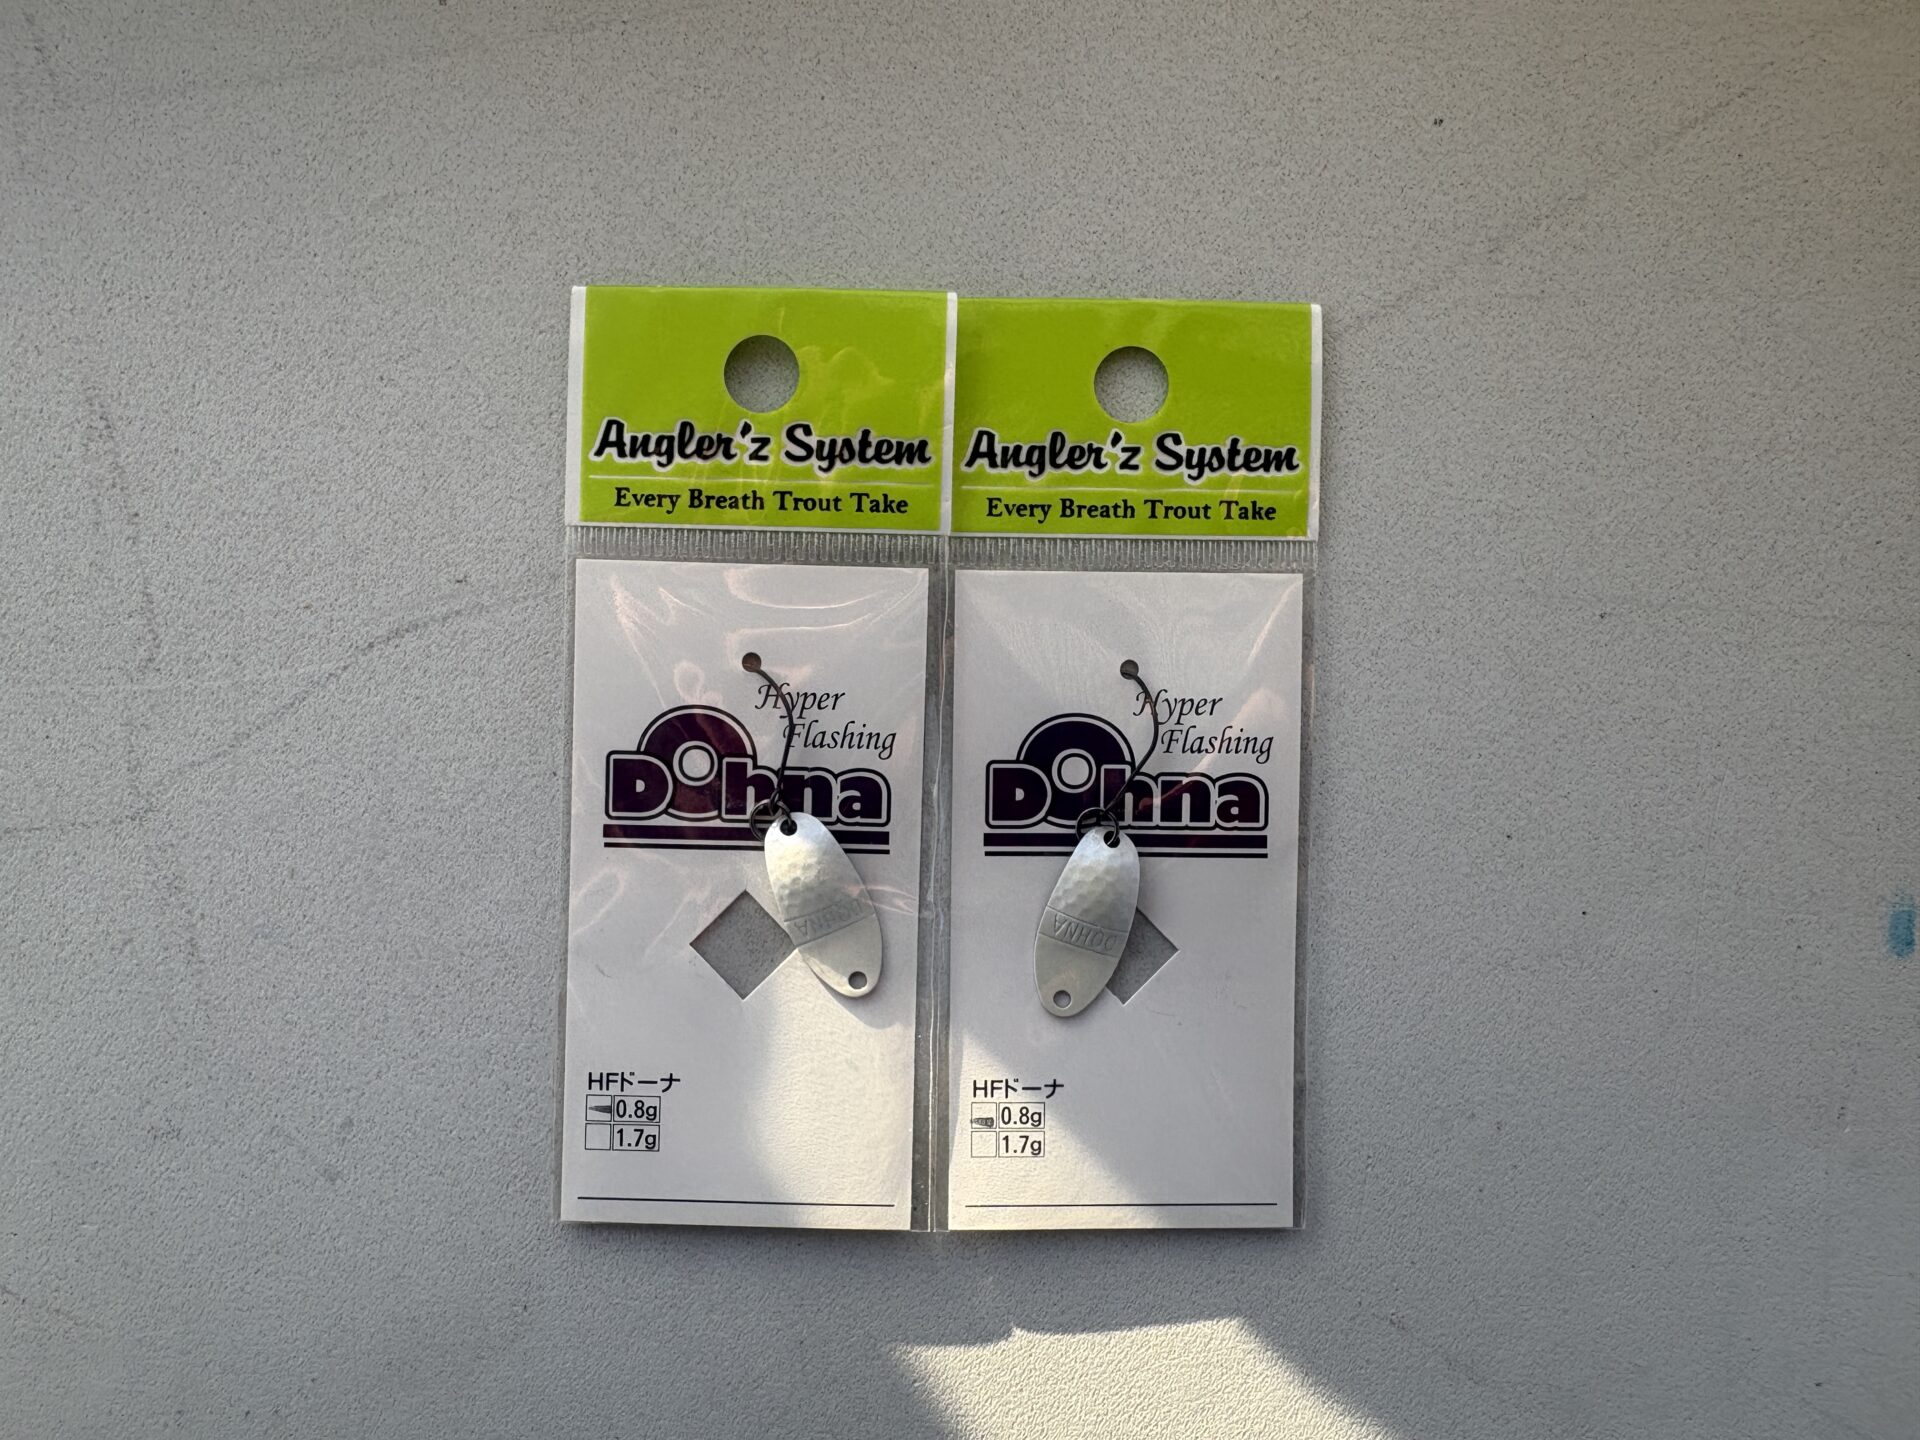 Angler'z System
Every Breath Trout Take
Hyper
Flashing
Dohna
DOHNA
HFドーナ
0.8g
1.7g
Angler'z System
Every Breath Trout Take
Hyper
Flashing
Dohna
DOHNA
HFドーナ
0.8g
1.7g